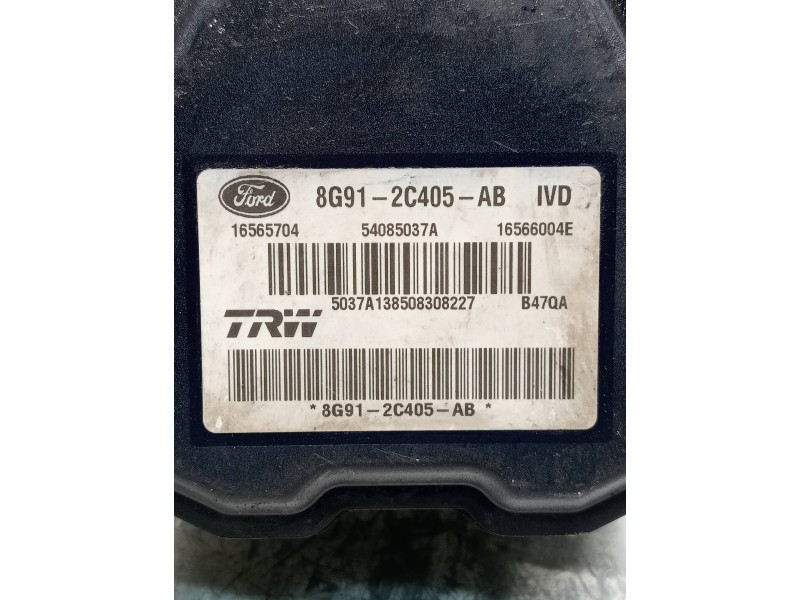 Ford 8G91-2C405-AB IVD
16565704 54085037A 16566004E
5037A138508308227 B47QA
TRW
*8G91-2C405-AB*